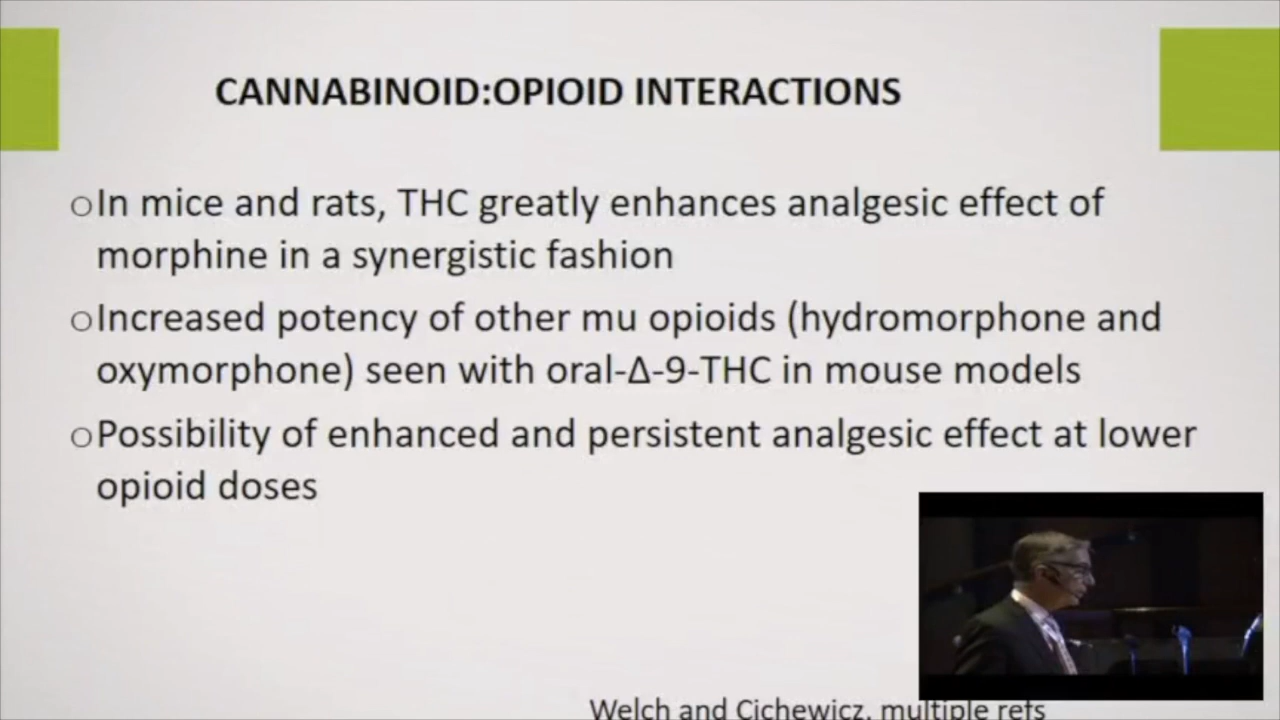 CANNABINOID:OPIOID INTERACTIONS
oIn mice and rats, THC greatly enhances analgesic effect of
morphine in a synergistic fashion
oIncreased potency of other mu opioids (hydromorphone and
oxymorphone) seen with oral-Δ-9-THC in mouse models
oPossibility of enhanced and persistent analgesic effect at lower
opioid doses
Welch and Cichewicz, multiple refs